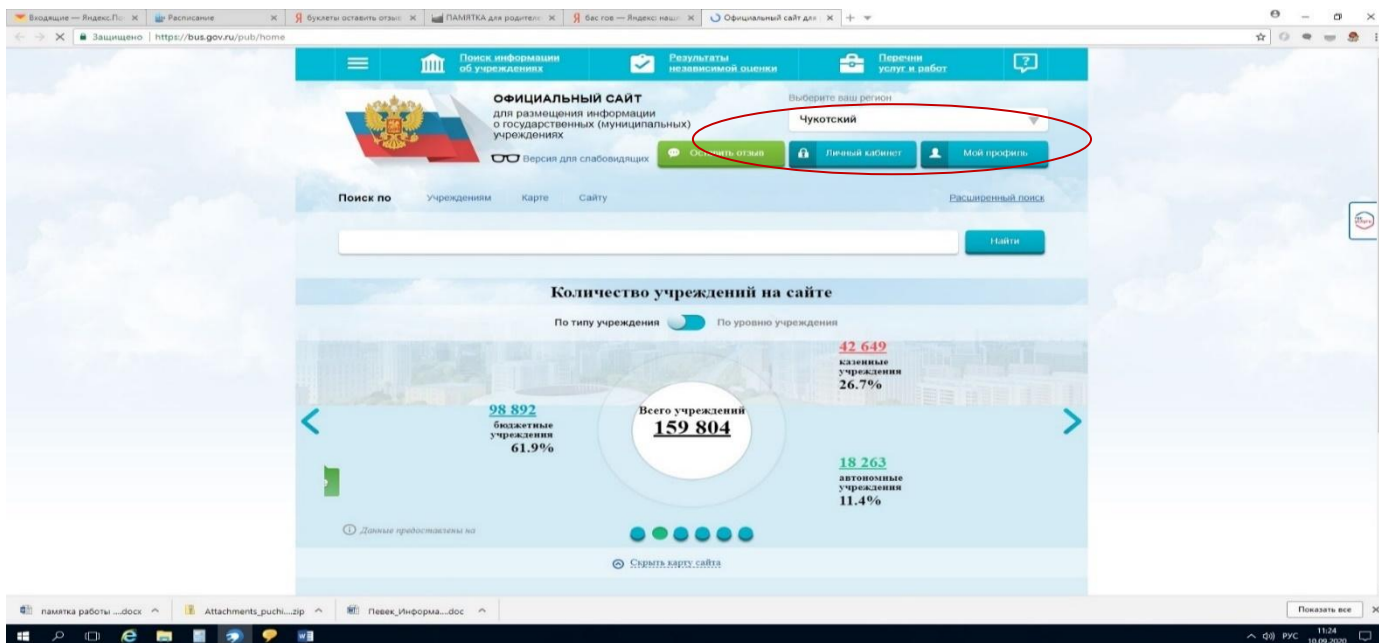 Входящие — Яндекс.По
Расписание
буклеты оставить отзыв
ПАМЯТКА для родителе
бас гов — Яндекс: нашл
Официальный сайт для
Защищено | https://bus.gov.ru/pub/home
Поиск информации
об учреждениях
Результаты
независимой оценки
Перечни
услуг и работ
ОФИЦИАЛЬНЫЙ САЙТ
для размещения информации
о государственных (муниципальных)
учреждениях
Версия для слабовидящих
Выберите ваш регион
Чукотский
Оставить отзыв
Личный кабинет
Мой профиль
Поиск по Учреждениям Карте Сайту
Расширенный поиск
Найти
Количество учреждений на сайте
По типу учреждения
По уровню учреждения
42 649
казенные
учреждения
26.7%
98 892
бюджетные
учреждения
61.9%
Всего учреждений
159 804
18 263
автономные
учреждения
11.4%
Данные предоставлены на
Скрыть карту сайта
памятка работы ....docx
Attachments_puchi....zip
Певек_Информа....doc
Показать все
РУС
11:24
10.09.2020